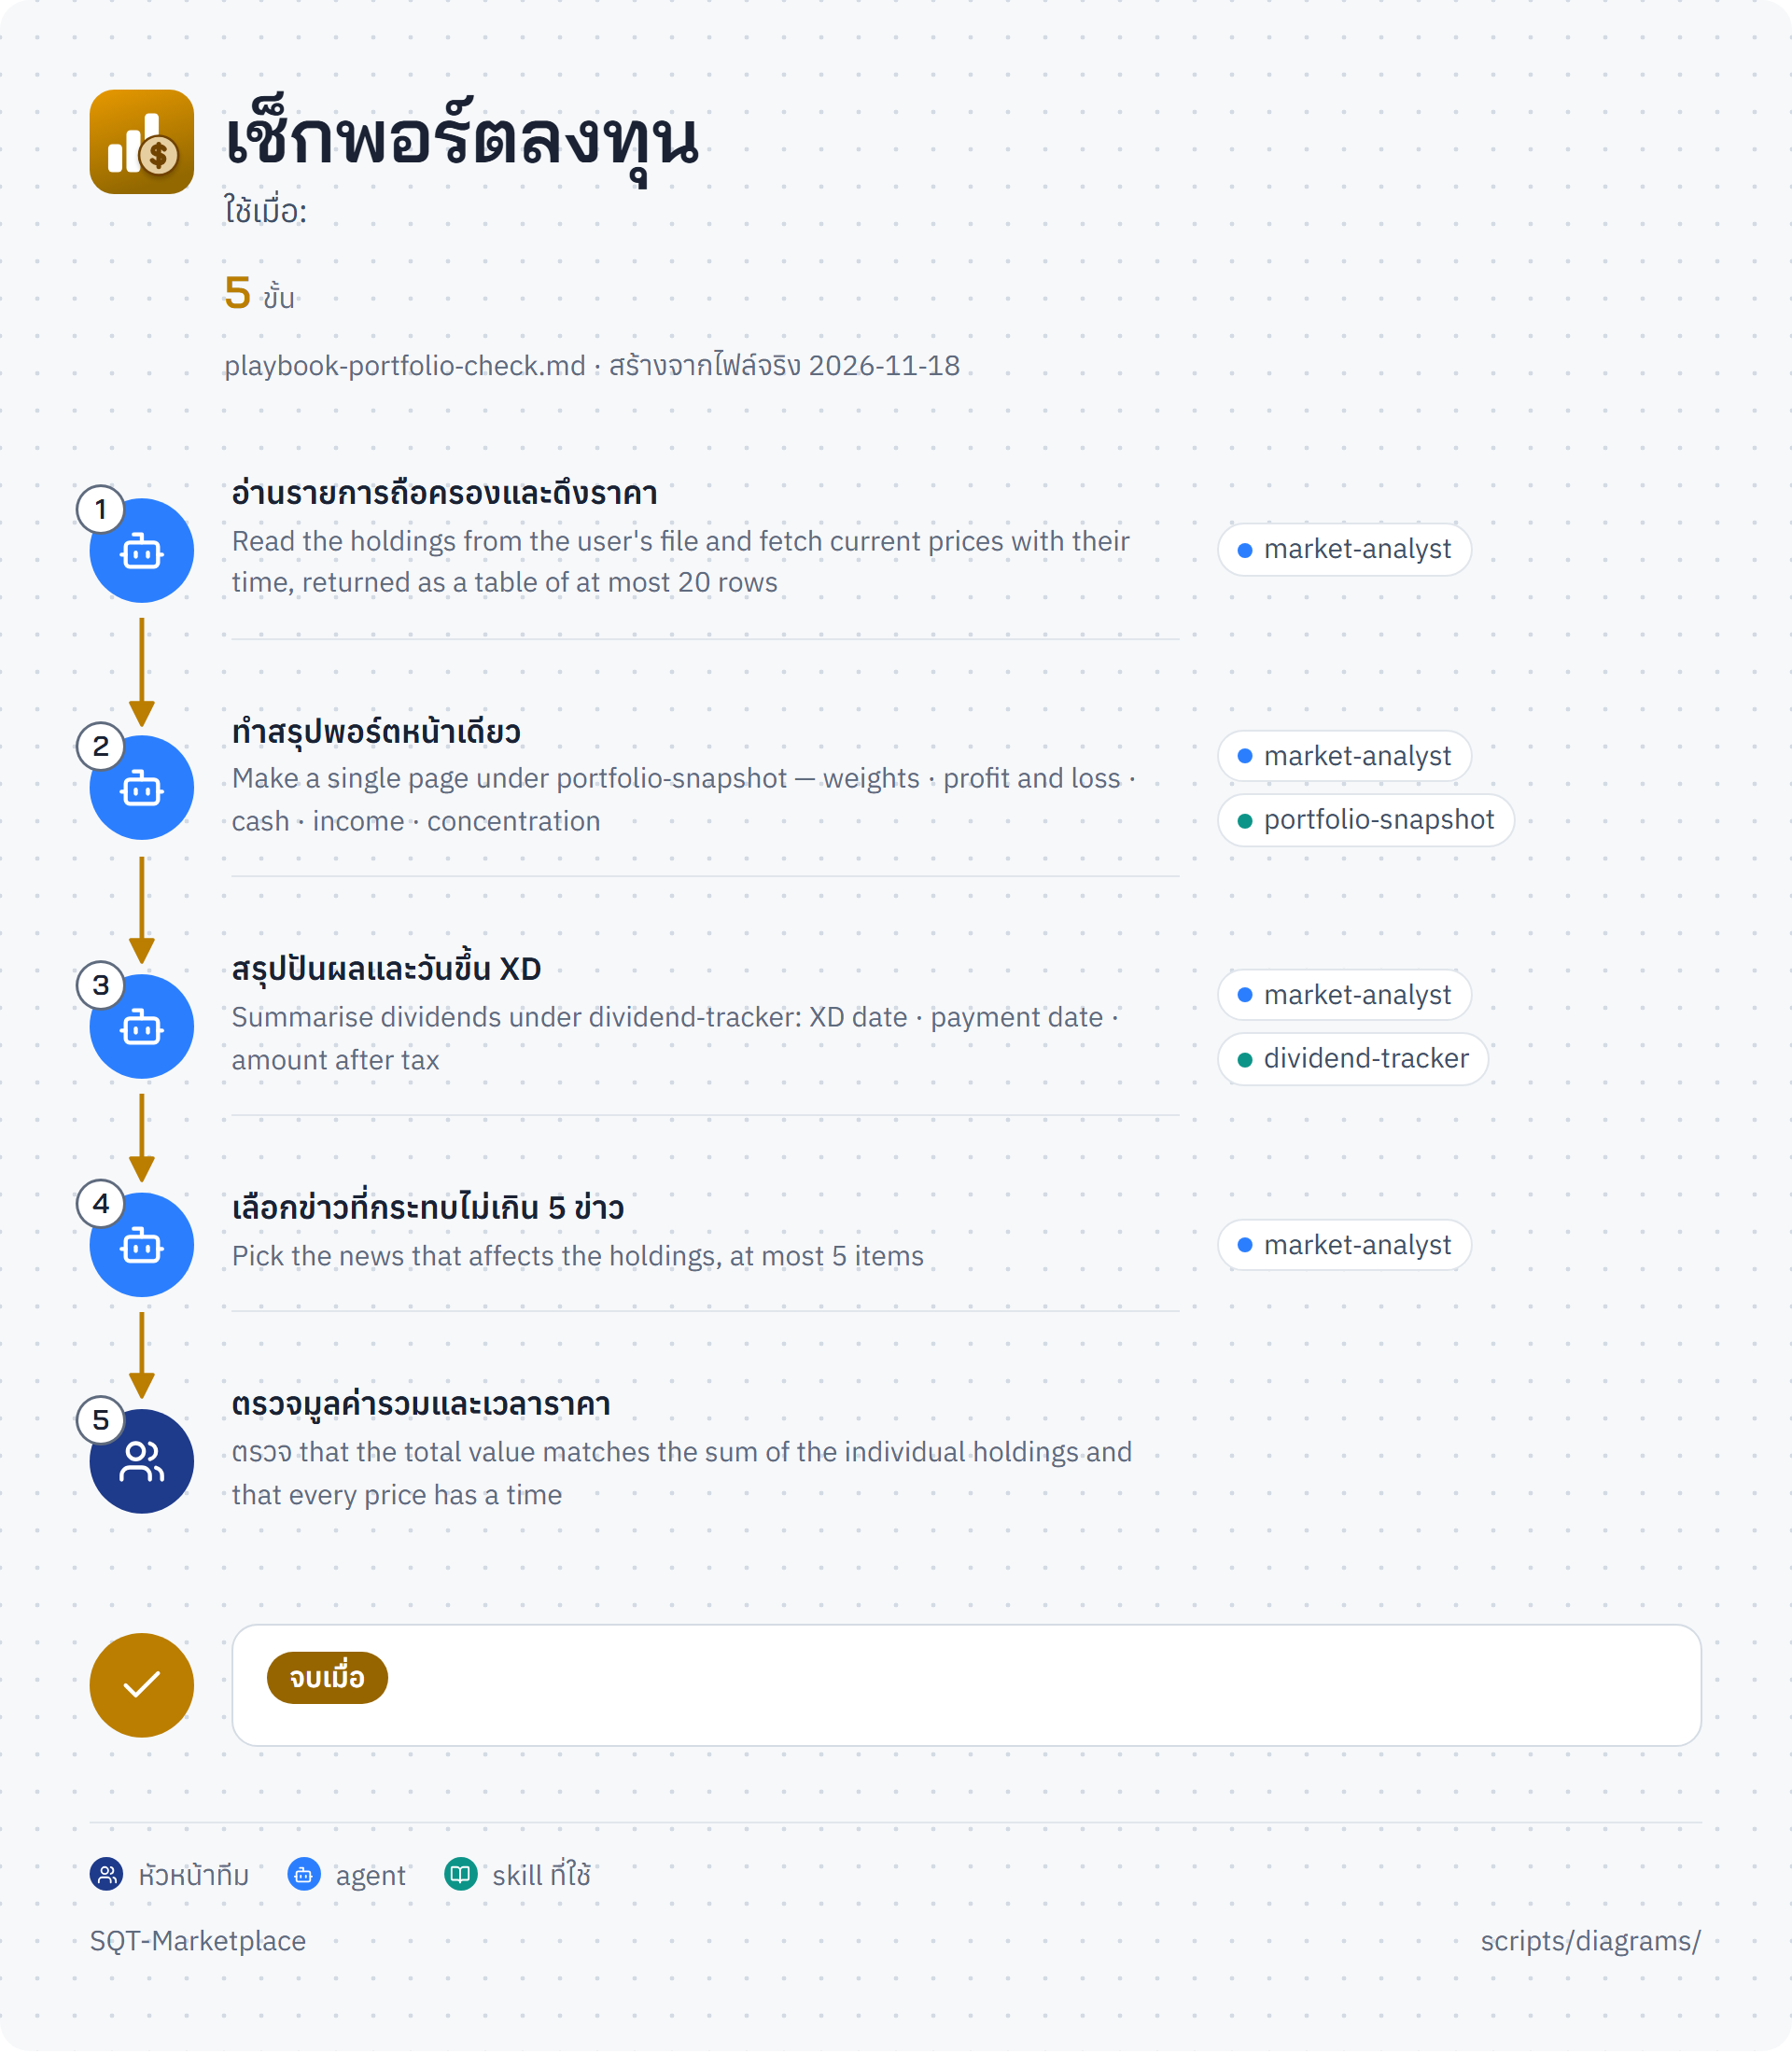 $
เช็กพอร์ตลงทุน
ใช้เมื่อ:
5 ขั้น
playbook-portfolio-check.md · สร้างจากไฟล์จริง 2026-11-18
1
อ่านรายการถือครองและดึงราคา
Read the holdings from the user's file and fetch current prices with their
time, returned as a table of at most 20 rows
market-analyst
2
ทำสรุปพอร์ตหน้าเดียว
Make a single page under portfolio-snapshot — weights · profit and loss ·
cash · income · concentration
market-analyst
portfolio-snapshot
3
สรุปปันผลและวันขึ้น XD
Summarise dividends under dividend-tracker: XD date · payment date ·
amount after tax
market-analyst
dividend-tracker
4
เลือกข่าวที่กระทบไม่เกิน 5 ข่าว
Pick the news that affects the holdings, at most 5 items
market-analyst
5
ตรวจมูลค่ารวมและเวลาราคา
ตรวจ that the total value matches the sum of the individual holdings and
that every price has a time
จบเมื่อ
หัวหน้าทีม
agent
skill ที่ใช้
SQT-Marketplace
scripts/diagrams/